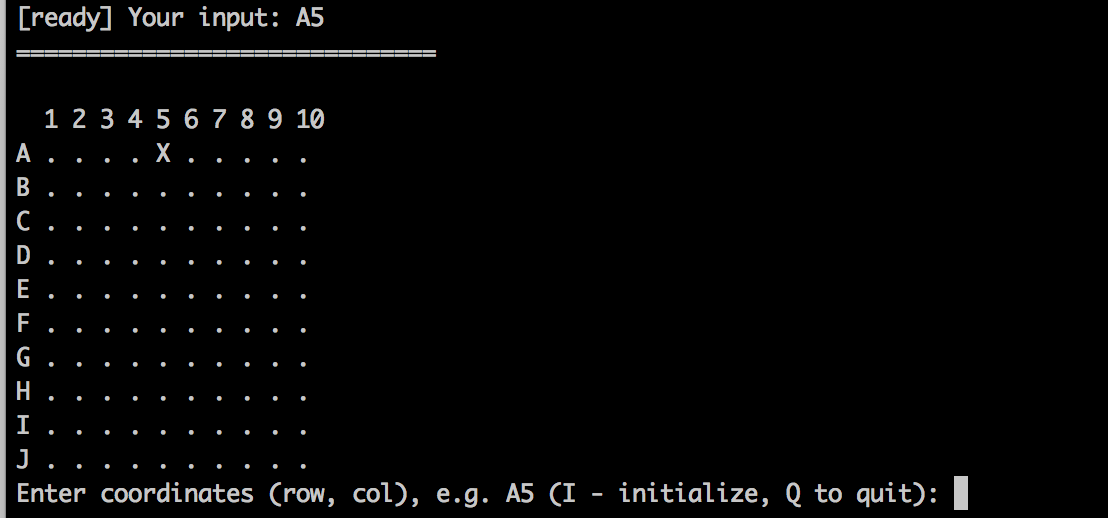 [ready] Your input: A5
==============================
  1 2 3 4 5 6 7 8 9 10
A . . . . X . . . . .
B . . . . . . . . . .
C . . . . . . . . . .
D . . . . . . . . . .
E . . . . . . . . . .
F . . . . . . . . . .
G . . . . . . . . . .
H . . . . . . . . . .
I . . . . . . . . . .
J . . . . . . . . . .
Enter coordinates (row, col), e.g. A5 (I - initialize, Q to quit):